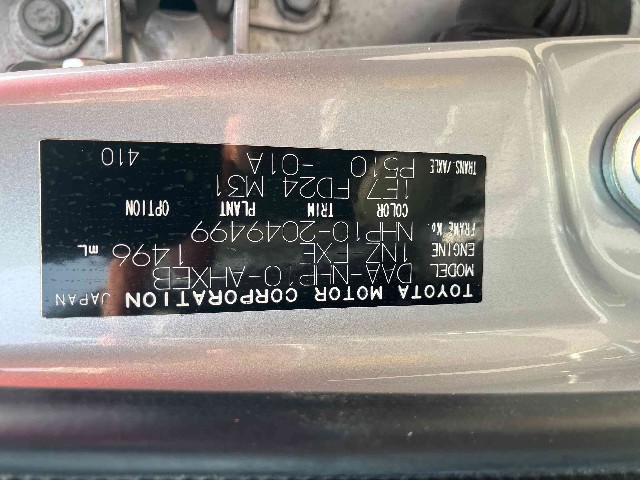 TOYOTA MOTOR CORPORATION JAPAN
MODEL DAA-NHP10-AHXEB
ENGINE 1NZ-FXE 1496 mL
FRAME No. NHP10-2049499
COLOR TRIM PLANT OPTION
1E7 FD24 M31
TRANS/AXLE P510 -01A 410